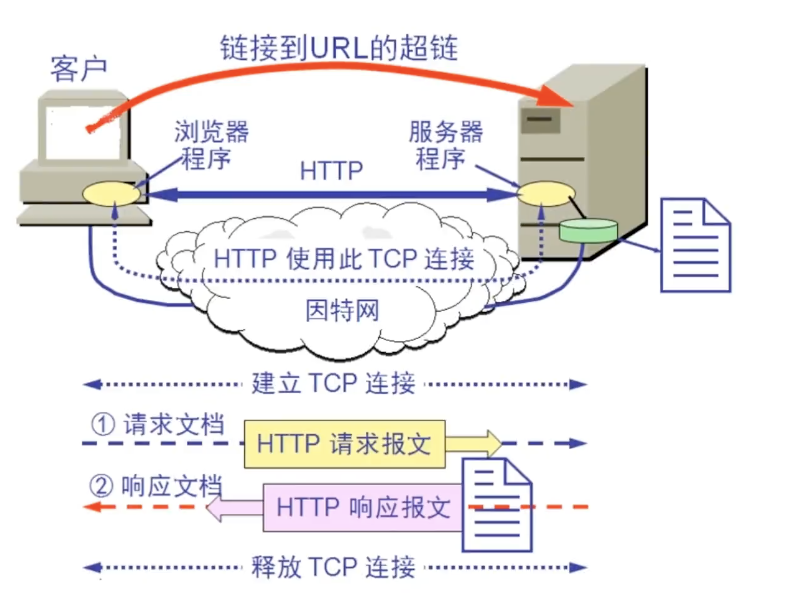 链接到URL的超链
客户
浏览器
程序
服务器
程序
HTTP
HTTP 使用此 TCP 连接
因特网
建立 TCP 连接
① 请求文档
HTTP 请求报文
② 响应文档
HTTP 响应报文
释放 TCP 连接